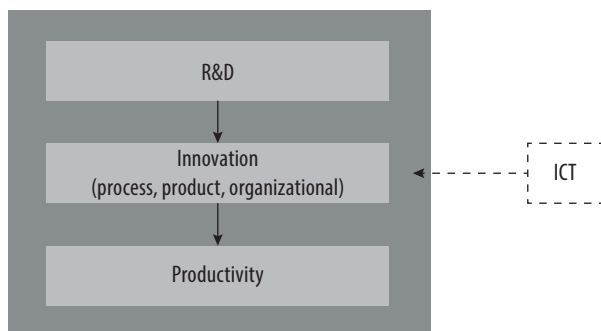 R&D
Innovation
(process, product, organizational)
ICT
Productivity